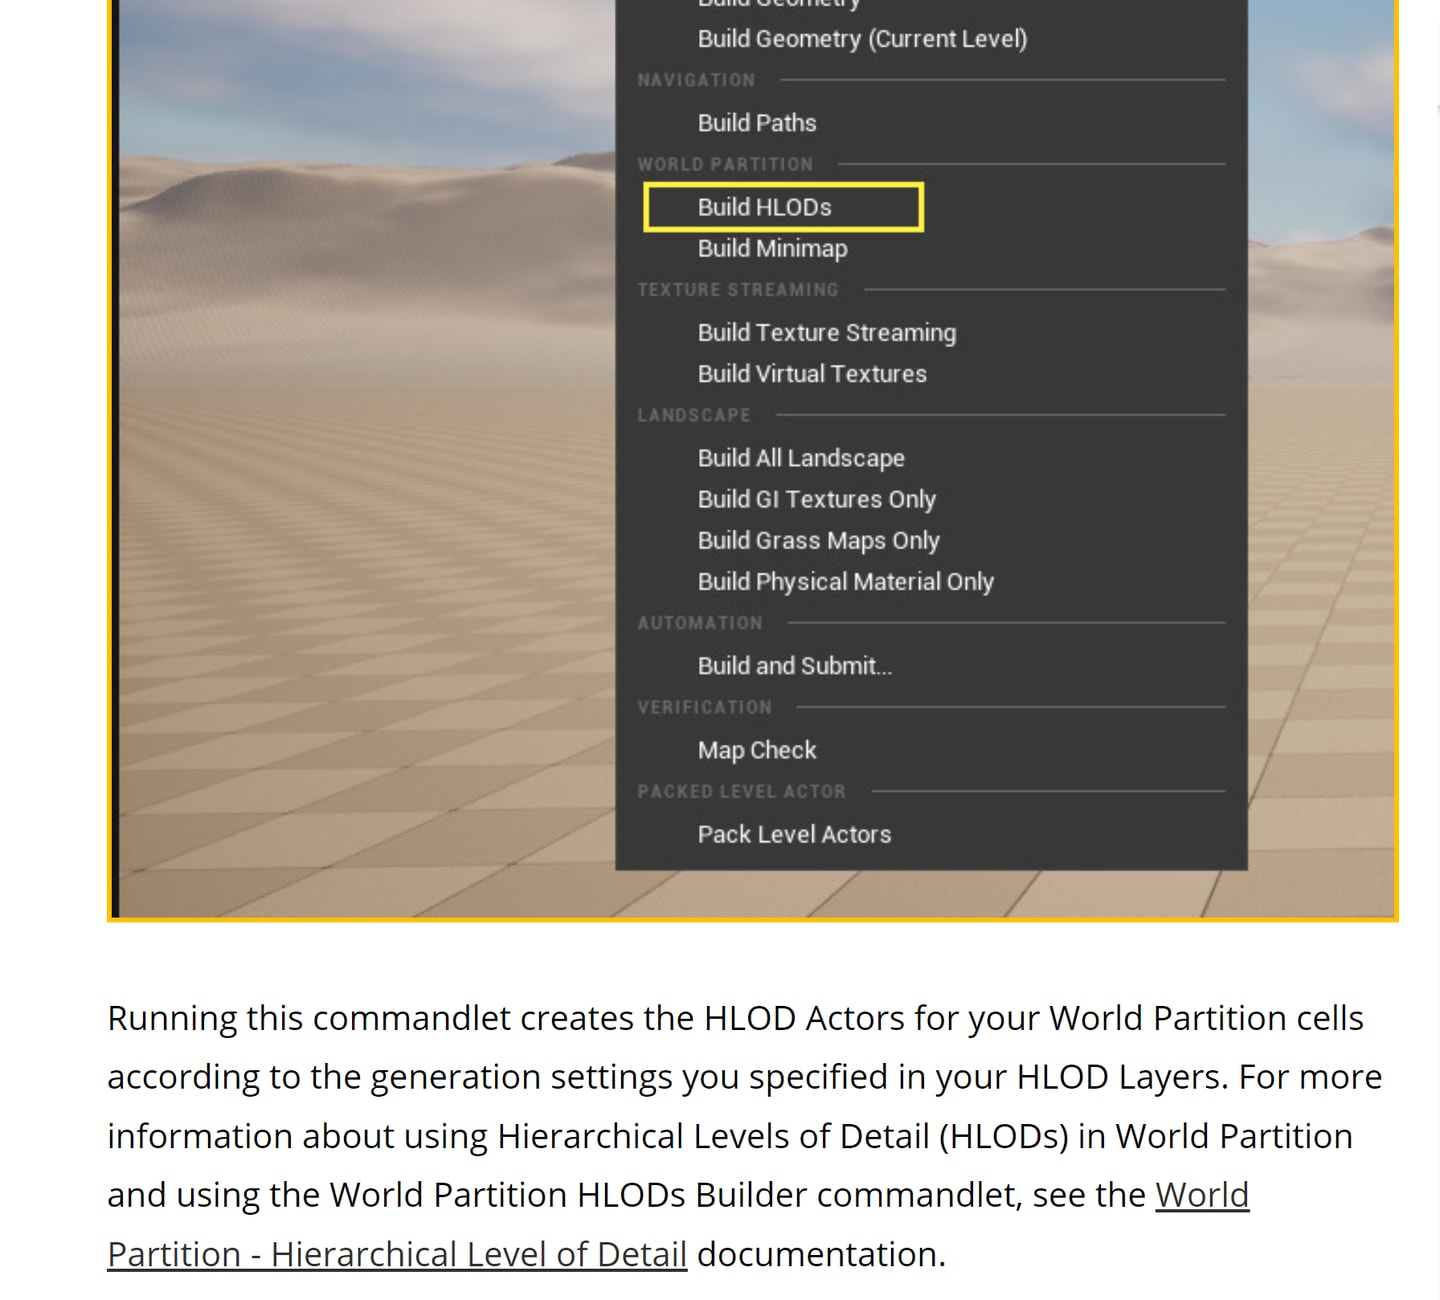 Build Geometry
Build Geometry (Current Level)
NAVIGATION
Build Paths
WORLD PARTITION
Build HLODs
Build Minimap
TEXTURE STREAMING
Build Texture Streaming
Build Virtual Textures
LANDSCAPE
Build All Landscape
Build GI Textures Only
Build Grass Maps Only
Build Physical Material Only
AUTOMATION
Build and Submit...
VERIFICATION
Map Check
PACKED LEVEL ACTOR
Pack Level Actors
Running this commandlet creates the HLOD Actors for your World Partition cells
according to the generation settings you specified in your HLOD Layers. For more
information about using Hierarchical Levels of Detail (HLODs) in World Partition
and using the World Partition HLODs Builder commandlet, see the World
Partition - Hierarchical Level of Detail documentation.